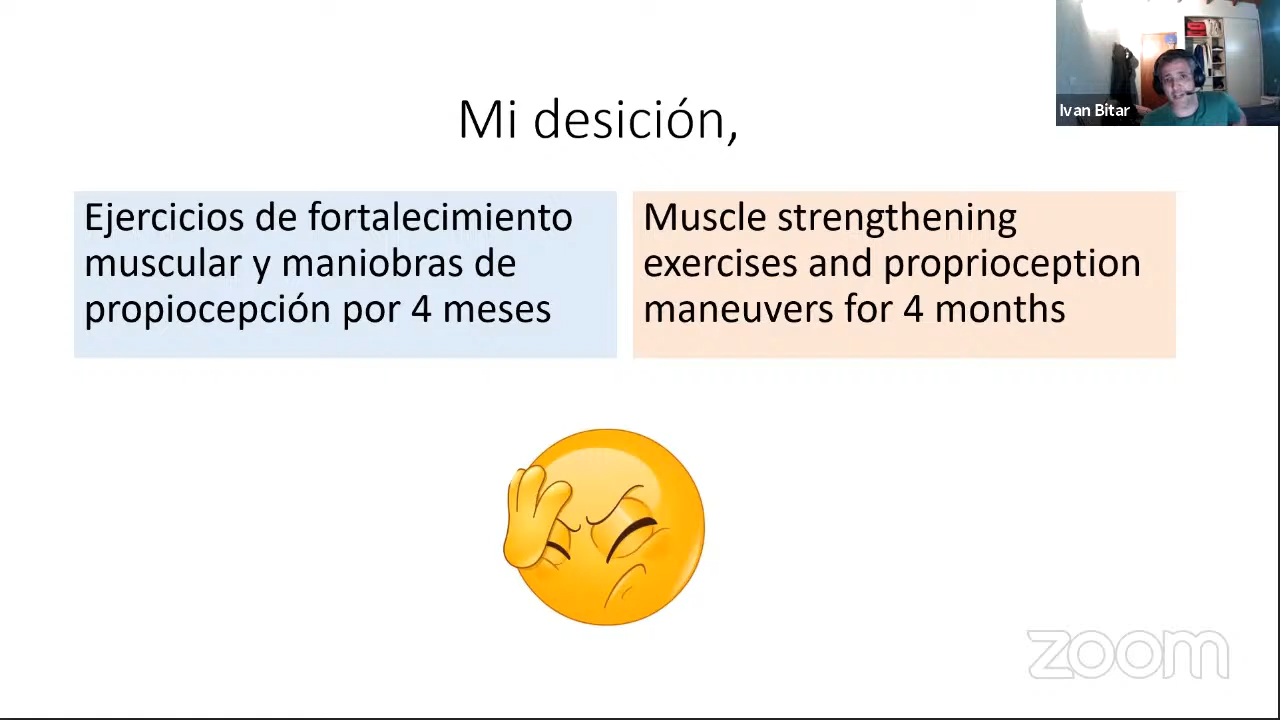 Mi desición,
Ivan Bitar
Ejercicios de fortalecimiento
muscular y maniobras de
propiocepción por 4 meses
Muscle strengthening
exercises and proprioception
maneuvers for 4 months
zoom